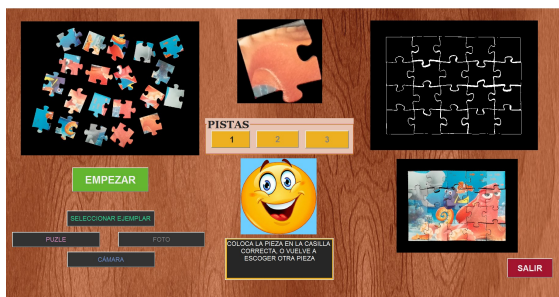 PISTAS
1 2 3
EMPEZAR
SELECCIONAR EJEMPLAR
PUZLE FOTO
CÁMARA
COLOCA LA PIEZA EN LA CASILLA
CORRECTA, O VUELVE A
ESCOGER OTRA PIEZA
SALIR